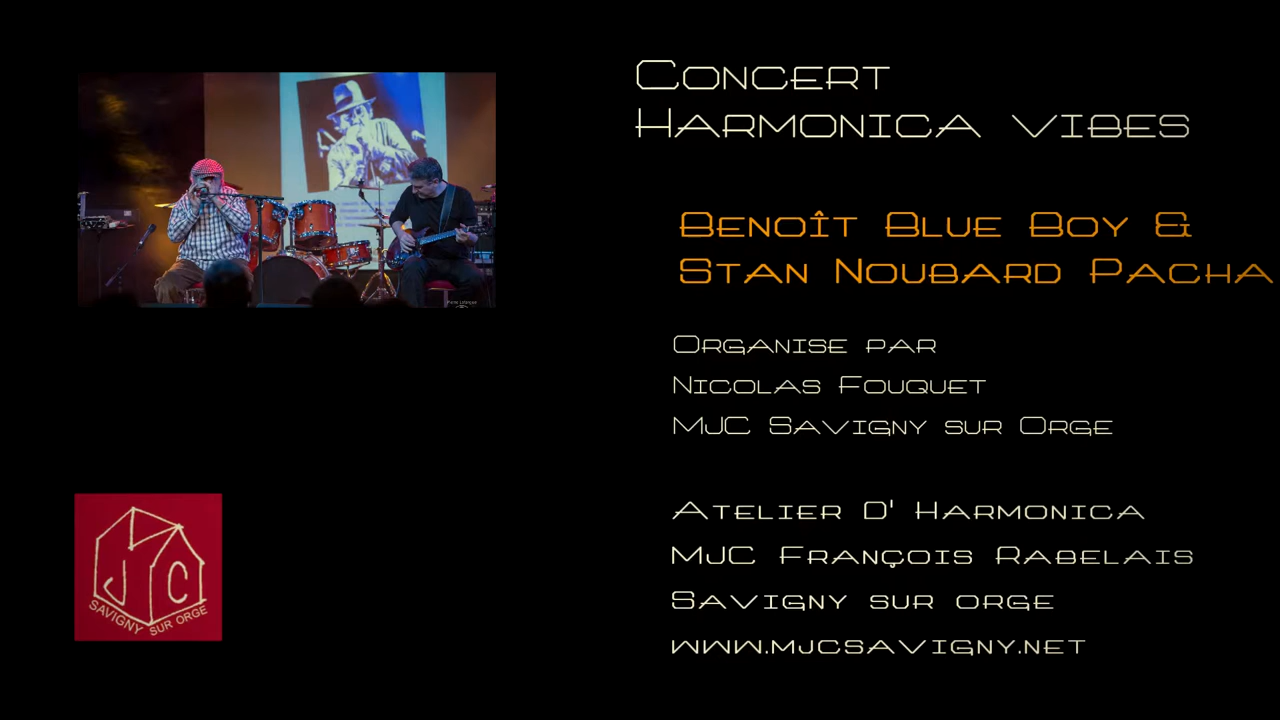 Concert
Harmonica vibes
Benoît Blue Boy &
Stan Noubard Pacha
Organise par
Nicolas Fouquet
MJC Savigny sur Orge
Atelier D' Harmonica
MJC François Rabelais
Savigny sur orge
www.mjcsavigny.net
MJC
SAVIGNY SUR ORGE